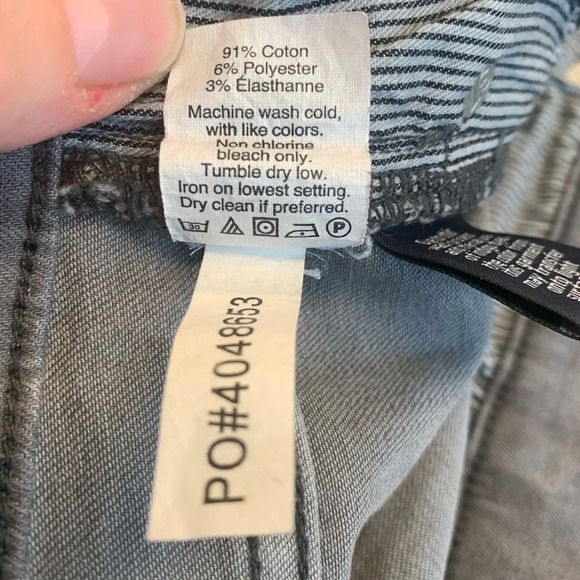 91% Coton
6% Polyester
3% Élasthanne
Machine wash cold,
with like colors.
Non chlorine
bleach only.
Tumble dry low.
Iron on lowest setting.
Dry clean if preferred.
30
P
PO#4048653